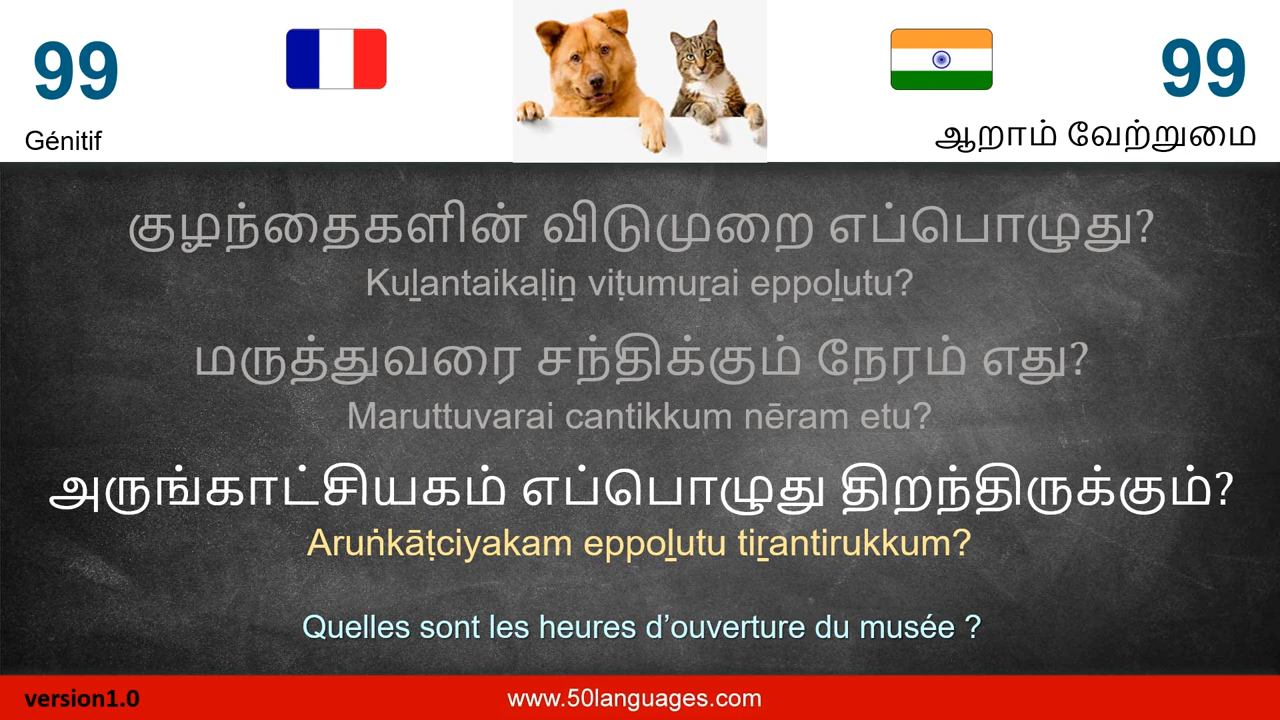 99
99
Génitif
ஆறாம் வேற்றுமை
குழந்தைகளின் விடுமுறை எப்பொழுது?
Kuḻantaikaḷiṉ viṭumuṟai eppoḻutu?
மருத்துவரை சந்திக்கும் நேரம் எது?
Maruttuvarai cantikkum nēram etu?
அருங்காட்சியகம் எப்பொழுது திறந்திருக்கும்?
Aruṅkāṭciyakam eppoḻutu tiṟantirukkum?
Quelles sont les heures d’ouverture du musée ?
version1.0
www.50languages.com